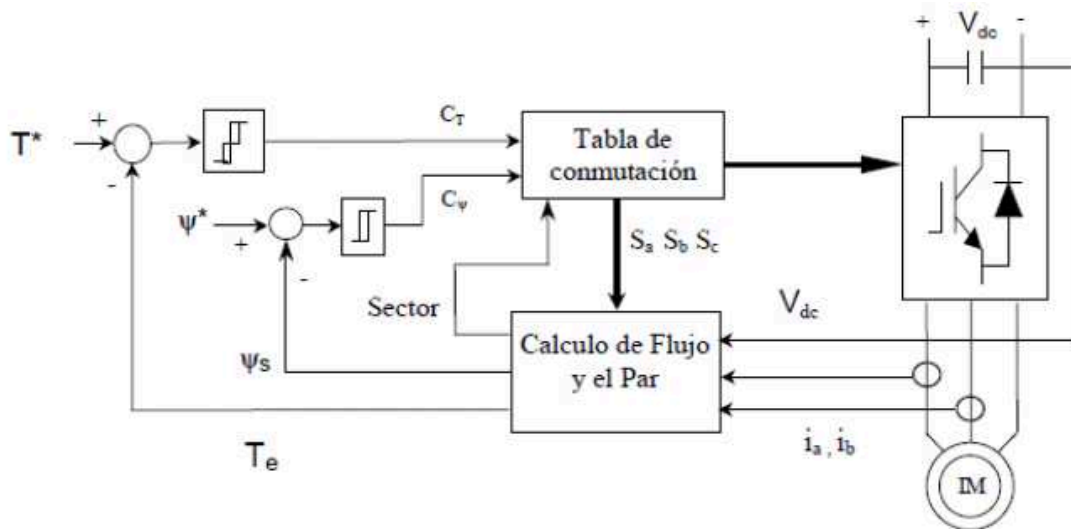 + V_dc -
T*
+
-
C_T
Tabla de
conmutación
ψ*
+
-
C_ψ
S_a S_b S_c
Sector
V_dc
Calculo de Flujo
y el Par
ψs
T_e
i_a , i_b
IM